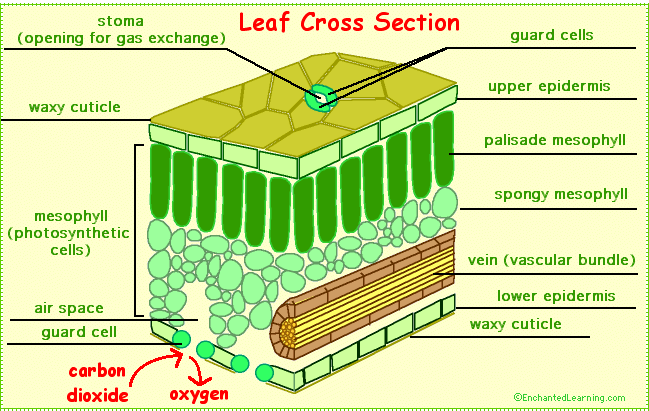 Leaf Cross Section
stoma
(opening for gas exchange)
guard cells
upper epidermis
waxy cuticle
palisade mesophyll
spongy mesophyll
mesophyll
(photosynthetic
cells)
vein (vascular bundle)
lower epidermis
air space
waxy cuticle
guard cell
carbon
dioxide
oxygen
©EnchantedLearning.com